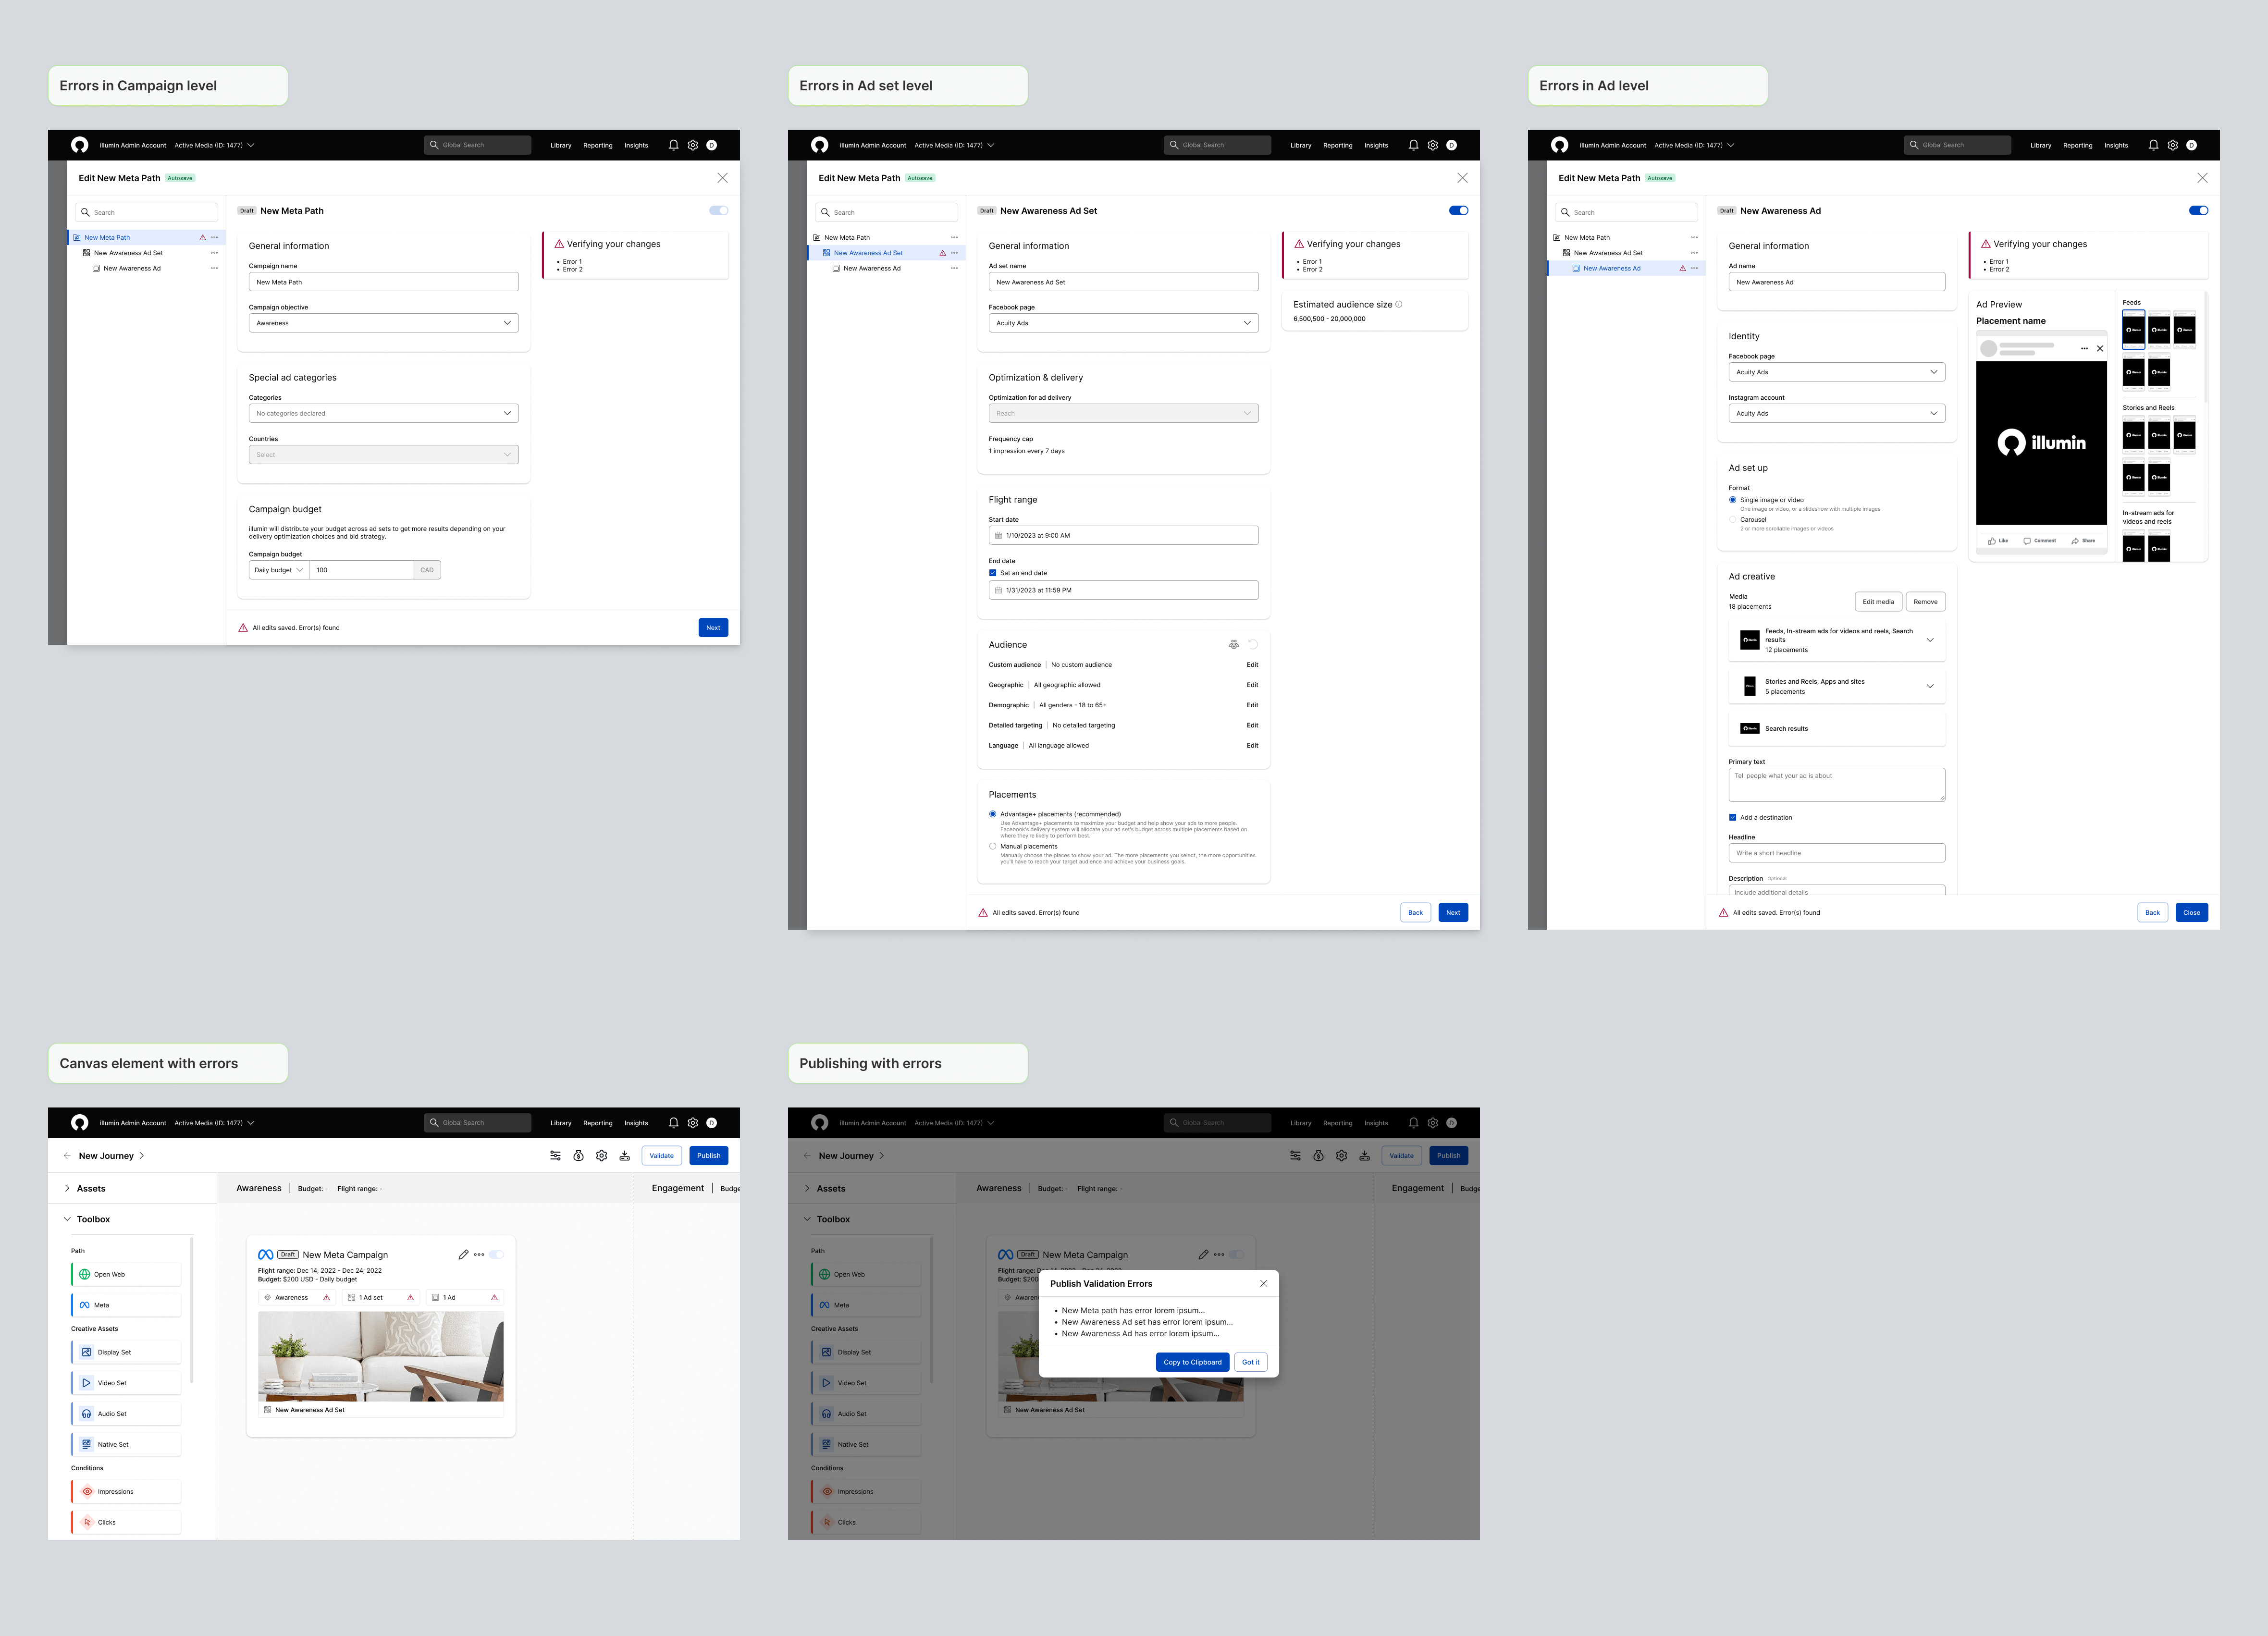 Errors in Campaign level
illumin Admin Account
Active Media (ID: 1477)
Global Search
Library
Reporting
Insights
D
Edit New Meta Path
Autosave
Search
New Meta Path
New Awareness Ad Set
New Awareness Ad
Draft
New Meta Path
General information
Campaign name
New Meta Path
Campaign objective
Awareness
Special ad categories
Categories
No categories declared
Countries
Select
Campaign budget
illumin will distribute your budget across ad sets to get more results depending on your
delivery optimization choices and bid strategy.
Campaign budget
Daily budget
100
CAD
Verifying your changes
• Error 1
• Error 2
All edits saved. Error(s) found
Next
Errors in Ad set level
illumin Admin Account
Active Media (ID: 1477)
Global Search
Library
Reporting
Insights
D
Edit New Meta Path
Autosave
Search
New Meta Path
New Awareness Ad Set
New Awareness Ad
Draft
New Awareness Ad Set
General information
Ad set name
New Awareness Ad Set
Facebook page
Acuity Ads
Optimization & delivery
Optimization for ad delivery
Reach
Frequency cap
1 impression every 7 days
Flight range
Start date
1/10/2023 at 9:00 AM
End date
Set an end date
1/31/2023 at 11:59 PM
Audience
Custom audience | No custom audience
Edit
Geographic | All geographic allowed
Edit
Demographic | All genders - 18 to 65+
Edit
Detailed targeting | No detailed targeting
Edit
Language | All language allowed
Edit
Placements
Advantage+ placements (recommended)
Use Advantage+ placements to maximize your budget and help show your ads to more people.
Facebook's delivery system will allocate your ad set's budget across multiple placements based on
where they're likely to perform best.
Manual placements
Manually choose the places to show your ad. The more placements you select, the more opportunities
you'll have to reach your target audience and achieve your business goals.
Verifying your changes
• Error 1
• Error 2
Estimated audience size
6,500,500 - 20,000,000
All edits saved. Error(s) found
Back
Next
Errors in Ad level
illumin Admin Account
Active Media (ID: 1477)
Global Search
Library
Reporting
Insights
D
Edit New Meta Path
Autosave
Search
New Meta Path
New Awareness Ad Set
New Awareness Ad
Draft
New Awareness Ad
General information
Ad name
New Awareness Ad
Identity
Facebook page
Acuity Ads
Instagram account
Acuity Ads
Ad set up
Format
Single image or video
One image or video, or a slideshow with multiple images
Carousel
2 or more scrollable images or videos
Ad creative
Media
18 placements
Edit media
Remove
Feeds, In-stream ads for videos and reels, Search
results
12 placements
Stories and Reels, Apps and sites
5 placements
Search results
Primary text
Tell people what your ad is about
Add a destination
Headline
Write a short headline
Description
Optional
Include additional details
Verifying your changes
• Error 1
• Error 2
Ad Preview
Placement name
illumin
Like
Comment
Share
Feeds
Stories and Reels
In-stream ads for
videos and reels
All edits saved. Error(s) found
Back
Close
Canvas element with errors
illumin Admin Account
Active Media (ID: 1477)
Global Search
Library
Reporting
Insights
D
New Journey
Validate
Publish
Assets
Toolbox
Path
Open Web
Meta
Creative Assets
Display Set
Video Set
Audio Set
Native Set
Conditions
Impressions
Clicks
Awareness
Budget: -
Flight range: -
Engagement
Budge
Draft
New Meta Campaign
Flight range: Dec 14, 2022 - Dec 24, 2022
Budget: $200 USD - Daily budget
Awareness
1 Ad set
1 Ad
New Awareness Ad Set
Publishing with errors
illumin Admin Account
Active Media (ID: 1477)
Global Search
Library
Reporting
Insights
D
New Journey
Validate
Publish
Assets
Toolbox
Path
Open Web
Meta
Creative Assets
Display Set
Video Set
Audio Set
Native Set
Conditions
Impressions
Clicks
Awareness
Budget: -
Flight range: -
Engagement
Budge
Draft
New Meta Campaign
Budget: $200
New Awareness Ad Set
Publish Validation Errors
• New Meta path has error lorem ipsum...
• New Awareness Ad set has error lorem ipsum...
• New Awareness Ad has error lorem ipsum...
Copy to Clipboard
Got it